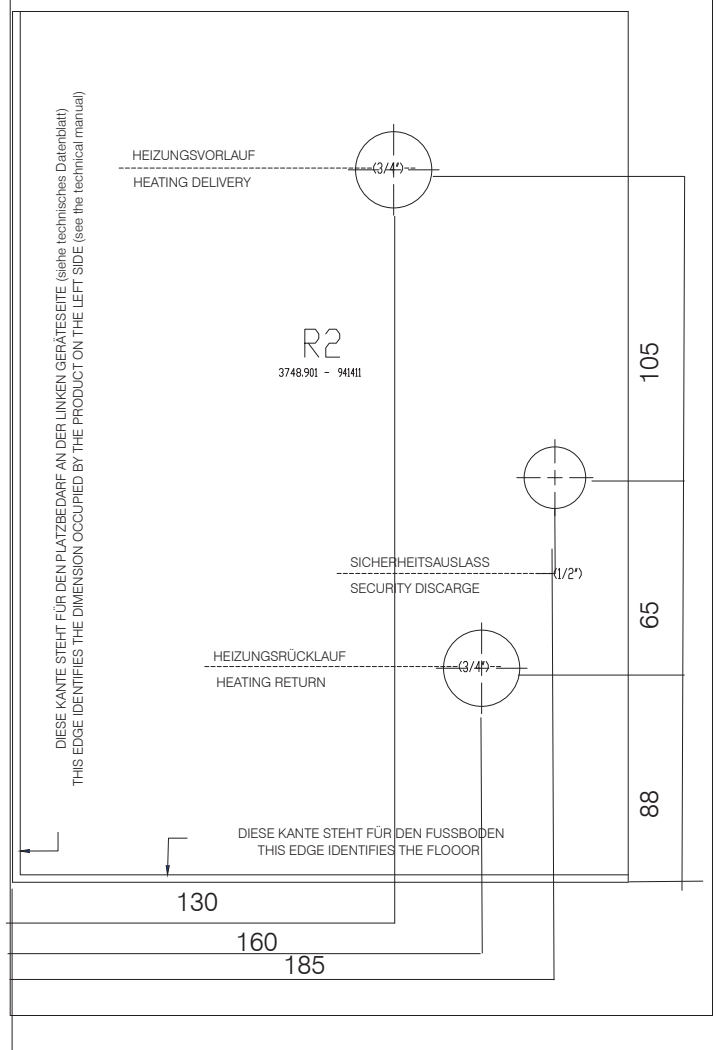 DIESE KANTE STEHT FÜR DEN PLATZBEDARF AN DER LINKEN GERÄTESEITE (siehe technisches Datenblatt)
THIS EDGE IDENTIFIES THE DIMENSION OCCUPIED BY THE PRODUCT ON THE LEFT SIDE (see the technical manual)
HEIZUNGSVORLAUF
(3/4")
HEATING DELIVERY
R2
3748.901 - 941411
105
SICHERHEITSAUSLASS
(1/2")
SECURITY DISCARGE
65
HEIZUNGSRÜCKLAUF
(3/4")
HEATING RETURN
88
DIESE KANTE STEHT FÜR DEN FUSSBODEN
THIS EDGE IDENTIFIES THE FLOOOR
130
160
185